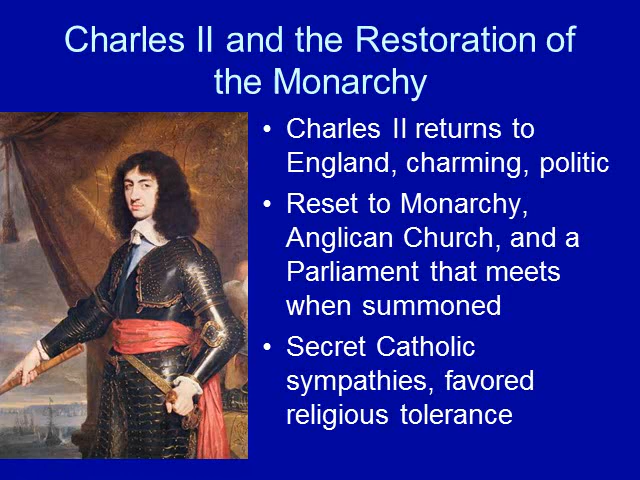 Charles II and the Restoration of
the Monarchy
• Charles II returns to
England, charming, politic
• Reset to Monarchy,
Anglican Church, and a
Parliament that meets
when summoned
• Secret Catholic
sympathies, favored
religious tolerance